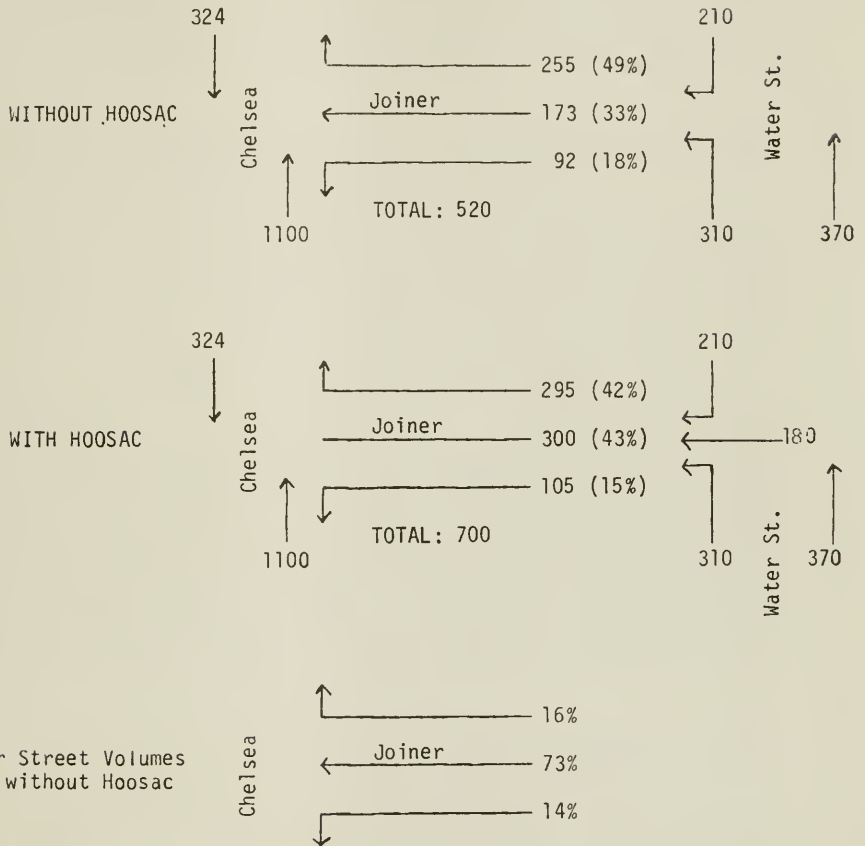 324 210
255 (49%)
WITHOUT HOOSAC Chelsea Joiner 173 (33%) Water St.
92 (18%)
TOTAL: 520
1100 310 370
324 210
295 (42%)
WITH HOOSAC Chelsea Joiner 300 (43%) 180
105 (15%)
TOTAL: 700
1100 310 Water St. 370
16%
r Street Volumes Chelsea Joiner 73%
without Hoosac
14%